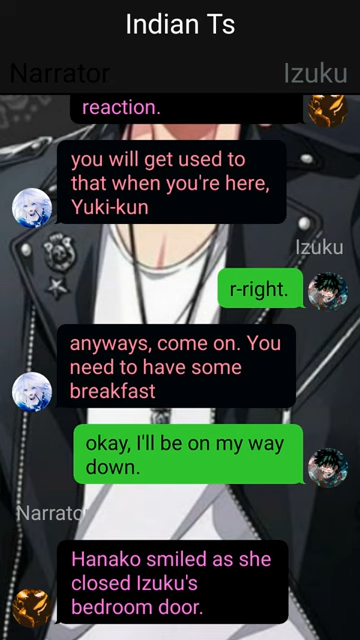 Indian Ts
Narrator
Izuku
reaction.
you will get used to
that when you're here,
Yuki-kun
Izuku
r-right.
anyways, come on. You
need to have some
breakfast
okay, I'll be on my way
down.
Narrator
Hanako smiled as she
closed Izuku's
bedroom door.